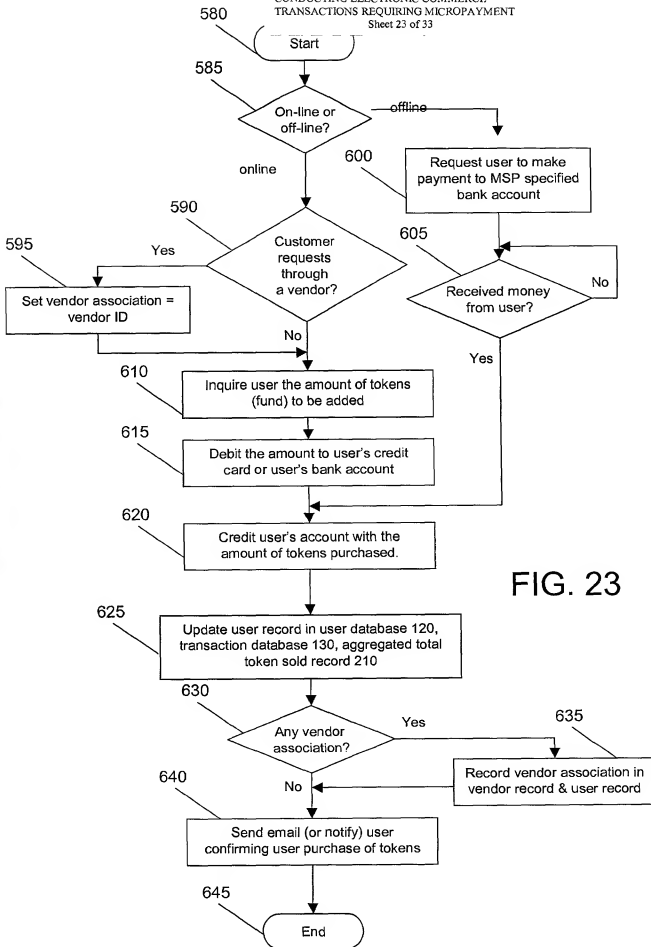 CONDUCTING ELECTRONIC COMMERCE
TRANSACTIONS REQUIRING MICROPAYMENT
Sheet 23 of 33
580
Start
585
On-line or
off-line?
offline
online
600
Request user to make
payment to MSP specified
bank account
590
Customer
requests
through
a vendor?
Yes
595
Set vendor association =
vendor ID
No
605
Received money
from user?
No
Yes
610
Inquire user the amount of tokens
(fund) to be added
615
Debit the amount to user's credit
card or user's bank account
620
Credit user's account with the
amount of tokens purchased.
FIG. 23
625
Update user record in user database 120,
transaction database 130, aggregated total
token sold record 210
630
Any vendor
association?
Yes
635
Record vendor association in
vendor record & user record
No
640
Send email (or notify) user
confirming user purchase of tokens
645
End